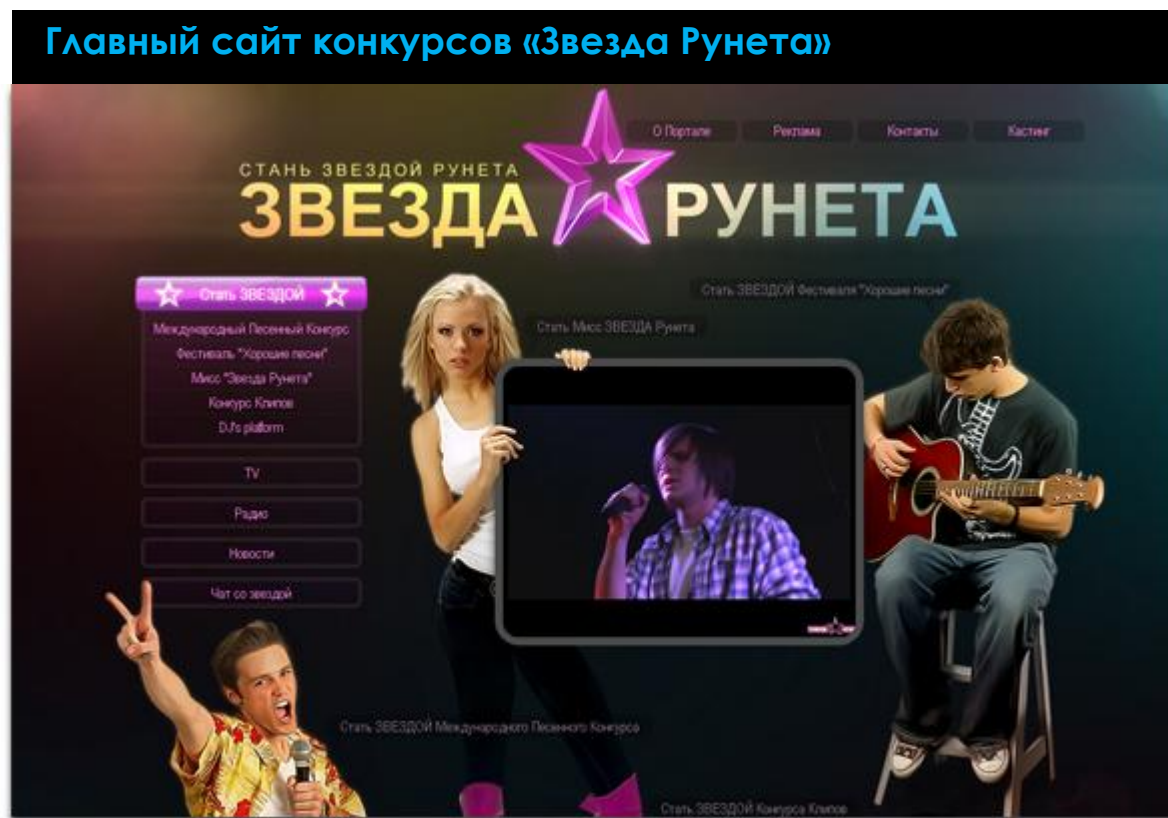 Главный сайт конкурсов «Звезда Рунета»
О Портале Реклама Контакты Кастинг
СТАНЬ ЗВЕЗДОЙ РУНЕТА
ЗВЕЗДА РУНЕТА
Стать ЗВЕЗДОЙ
Международный Песенный Конкурс
Фестиваль "Хорошие песни"
Мисс "Звезда Рунета"
Конкурс Клипов
DJ's platform
TV
Радио
Новости
Чат со звездой
Стать ЗВЕЗДОЙ Фестиваля "Хорошие песни"
Стать Мисс ЗВЕЗДА Рунета
Стать ЗВЕЗДОЙ Международного Песенного Конкурса
Стать ЗВЕЗДОЙ Конкурса Клипов